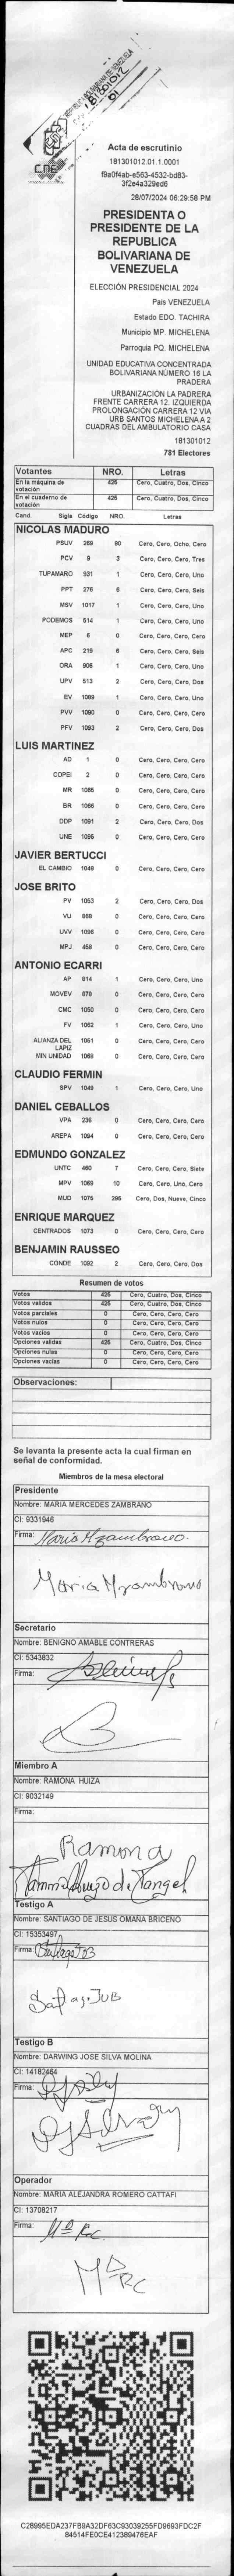 181301012
01
CNE
Acta de escrutinio
181301012.01.1.0001
f9a0f4ab-e563-4532-bd83-
3f2e4a329ed6
28/07/2024 06:29:58 PM
PRESIDENTA O
PRESIDENTE DE LA
REPUBLICA
BOLIVARIANA DE
VENEZUELA
ELECCIÓN PRESIDENCIAL 2024
Pais VENEZUELA
Estado EDO. TACHIRA
Municipio MP. MICHELENA
Parroquia PQ. MICHELENA
UNIDAD EDUCATIVA CONCENTRADA
BOLIVARIANA NÚMERO 16 LA
PRADERA
URBANIZACIÓN LA PADRERA
FRENTE CARRERA 12. IZQUIERDA
PROLONGACIÓN CARRERA 12 VIA
URB SANTOS MICHELENA A 2
CUADRAS DEL AMBULATORIO CASA
181301012
781 Electores
Votantes NRO. Letras
En la máquina de votación 425 Cero, Cuatro, Dos, Cinco
En el cuaderno de votación 425 Cero, Cuatro, Dos, Cinco
Cand. Sigla Código NRO. Letras
NICOLAS MADURO
PSUV 269 80 Cero, Cero, Ocho, Cero
PCV 9 3 Cero, Cero, Cero, Tres
TUPAMARO 931 1 Cero, Cero, Cero, Uno
PPT 276 6 Cero, Cero, Cero, Seis
MSV 1017 1 Cero, Cero, Cero, Uno
PODEMOS 514 1 Cero, Cero, Cero, Uno
MEP 6 0 Cero, Cero, Cero, Cero
APC 219 6 Cero, Cero, Cero, Seis
ORA 906 1 Cero, Cero, Cero, Uno
UPV 513 2 Cero, Cero, Cero, Dos
EV 1089 1 Cero, Cero, Cero, Uno
PVV 1090 0 Cero, Cero, Cero, Cero
PFV 1093 2 Cero, Cero, Cero, Dos
LUIS MARTINEZ
AD 1 0 Cero, Cero, Cero, Cero
COPEI 2 0 Cero, Cero, Cero, Cero
MR 1065 0 Cero, Cero, Cero, Cero
BR 1066 0 Cero, Cero, Cero, Cero
DDP 1091 2 Cero, Cero, Cero, Dos
UNE 1095 0 Cero, Cero, Cero, Cero
JAVIER BERTUCCI
EL CAMBIO 1048 0 Cero, Cero, Cero, Cero
JOSE BRITO
PV 1053 2 Cero, Cero, Cero, Dos
VU 868 0 Cero, Cero, Cero, Cero
UVV 1096 0 Cero, Cero, Cero, Cero
MPJ 458 0 Cero, Cero, Cero, Cero
ANTONIO ECARRI
AP 814 1 Cero, Cero, Cero, Uno
MOVEV 878 0 Cero, Cero, Cero, Cero
CMC 1050 0 Cero, Cero, Cero, Cero
FV 1062 1 Cero, Cero, Cero, Uno
ALIANZA DEL LAPIZ 1051 0 Cero, Cero, Cero, Cero
MIN UNIDAD 1068 0 Cero, Cero, Cero, Cero
CLAUDIO FERMIN
SPV 1049 1 Cero, Cero, Cero, Uno
DANIEL CEBALLOS
VPA 236 0 Cero, Cero, Cero, Cero
AREPA 1094 0 Cero, Cero, Cero, Cero
EDMUNDO GONZALEZ
UNTC 460 7 Cero, Cero, Cero, Siete
MPV 1069 10 Cero, Cero, Uno, Cero
MUD 1075 295 Cero, Dos, Nueve, Cinco
ENRIQUE MARQUEZ
CENTRADOS 1073 0 Cero, Cero, Cero, Cero
BENJAMIN RAUSSEO
CONDE 1092 2 Cero, Cero, Cero, Dos
Resumen de votos
Votos 425 Cero, Cuatro, Dos, Cinco
Votos validos 425 Cero, Cuatro, Dos, Cinco
Votos parciales 0 Cero, Cero, Cero, Cero
Votos nulos 0 Cero, Cero, Cero, Cero
Votos vacios 0 Cero, Cero, Cero, Cero
Opciones validas 425 Cero, Cuatro, Dos, Cinco
Opciones nulas 0 Cero, Cero, Cero, Cero
Opciones vacias 0 Cero, Cero, Cero, Cero
Observaciones:
Se levanta la presente acta la cual firman en
señal de conformidad.
Miembros de la mesa electoral
Presidente
Nombre: MARIA MERCEDES ZAMBRANO
CI: 9331946
Firma: Maria Mzambrano.
Maria Mzambrano
Secretario
Nombre: BENIGNO AMABLE CONTRERAS
CI: 5343832
Firma:
Miembro A
Nombre: RAMONA HUIZA
CI: 9032149
Firma:
Ramona
Testigo A
Nombre: SANTIAGO DE JESUS OMANA BRICEÑO
CI: 15353497
Firma:
Testigo B
Nombre: DARWING JOSE SILVA MOLINA
CI: 14182464
Firma:
Operador
Nombre: MARIA ALEJANDRA ROMERO CATTAFI
CI: 13708217
Firma:
C28995EDA237FB9A32DF63C93039255FD9693FDC2F
84514FE0CE412389476EAF